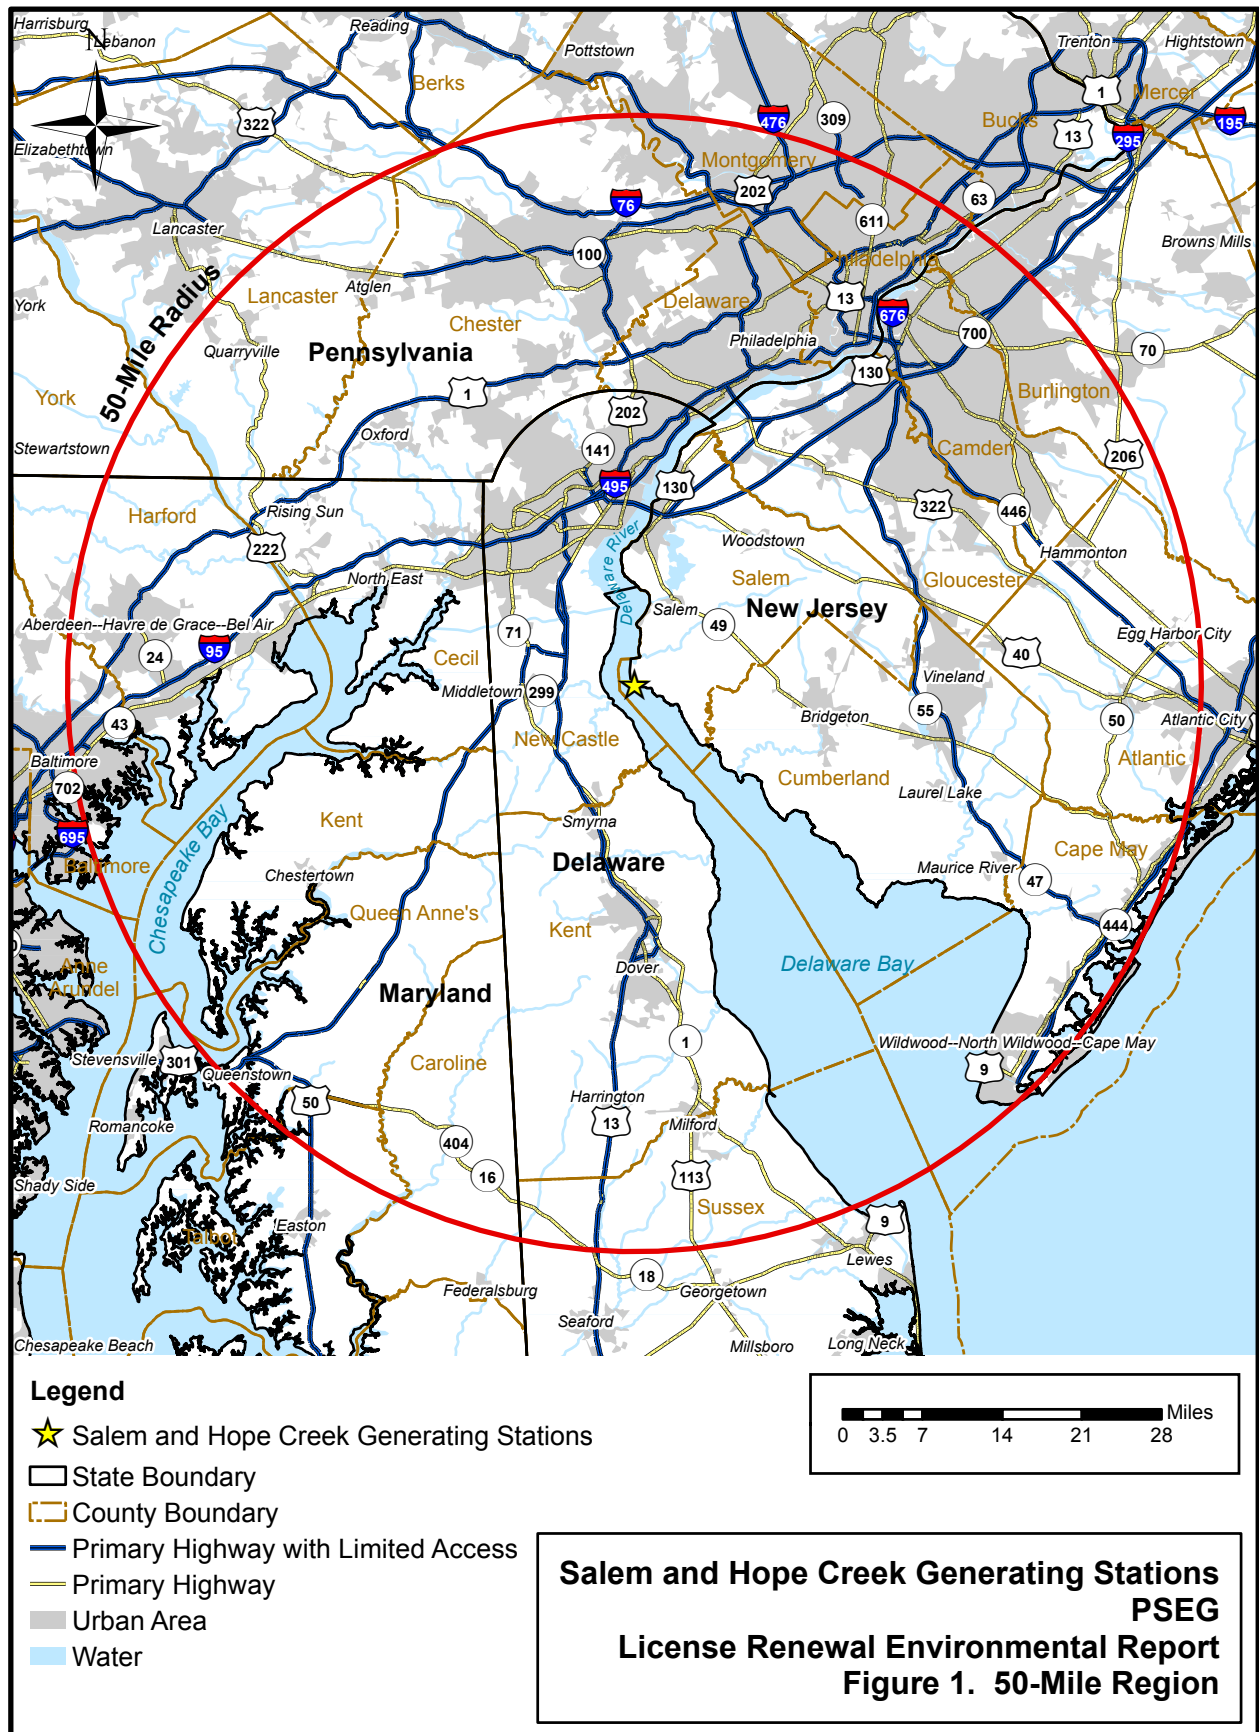 Harrisburg
N
Lebanon
Reading
Pottstown
Trenton
Hightstown
Berks
1
Mercer
322
476
309
Bucks
13
195
295
Elizabethtown
Montgomery
202
63
76
611
Lancaster
100
Browns Mills
Philadelphia
50-Mile Radius
Lancaster
Atglen
Delaware
13
676
York
Chester
Philadelphia
700
70
Quarryville
Pennsylvania
130
York
1
Burlington
202
Stewartstown
Oxford
141
Camden
206
495
130
Harford
Rising Sun
322
446
222
Delaware River
Woodstown
Hammonton
North East
Salem
Gloucester
New Jersey
Aberdeen--Havre de Grace--Bel Air
71
Salem
49
Egg Harbor City
95
24
Cecil
40
Middletown
299
Vineland
43
Bridgeton
55
50
Atlantic City
New Castle
Baltimore
Cumberland
Atlantic
702
Laurel Lake
695
Kent
Smyrna
Cape May
Baltimore
Delaware
Maurice River
Chesapeake Bay
Chestertown
47
Queen Anne's
Kent
444
Anne
Arundel
Dover
Delaware Bay
Maryland
1
Wildwood--North Wildwood--Cape May
Stevensville
301
Queenstown
Caroline
9
50
Harrington
Romancoke
13
Milford
404
Shady Side
16
113
Sussex
Talbot
Easton
9
Lewes
18
Federalsburg
Georgetown
Seaford
Chesapeake Beach
Millsboro
Long Neck
Legend
Salem and Hope Creek Generating Stations
State Boundary
County Boundary
Primary Highway with Limited Access
Primary Highway
Urban Area
Water
Miles
0 3.5 7 14 21 28
Salem and Hope Creek Generating Stations
PSEG
License Renewal Environmental Report
Figure 1. 50-Mile Region